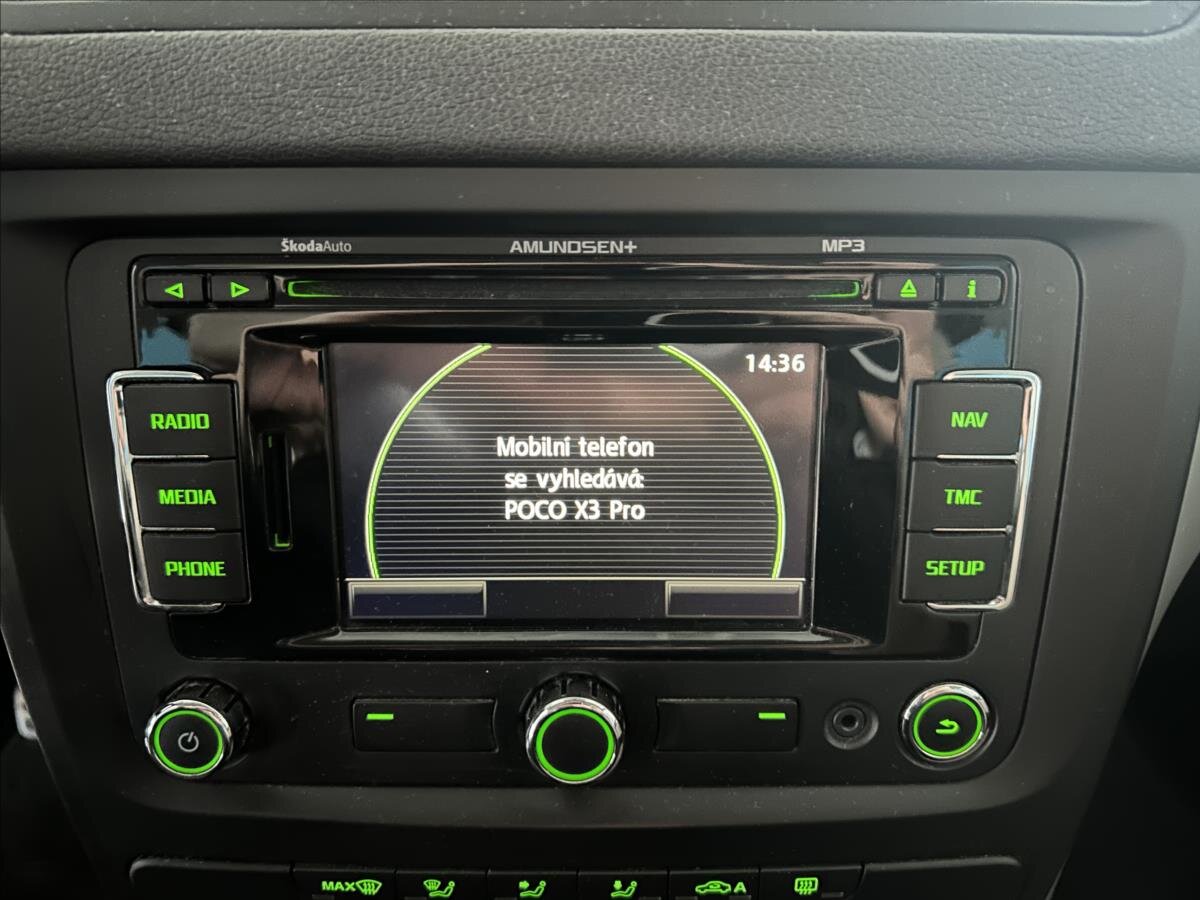 ŠkodaAuto AMUNDSEN+ MP3
14:36
RADIO
MEDIA
PHONE
Mobilní telefon
se vyhledává:
POCO X3 Pro
NAV
TMC
SETUP
MAX
A